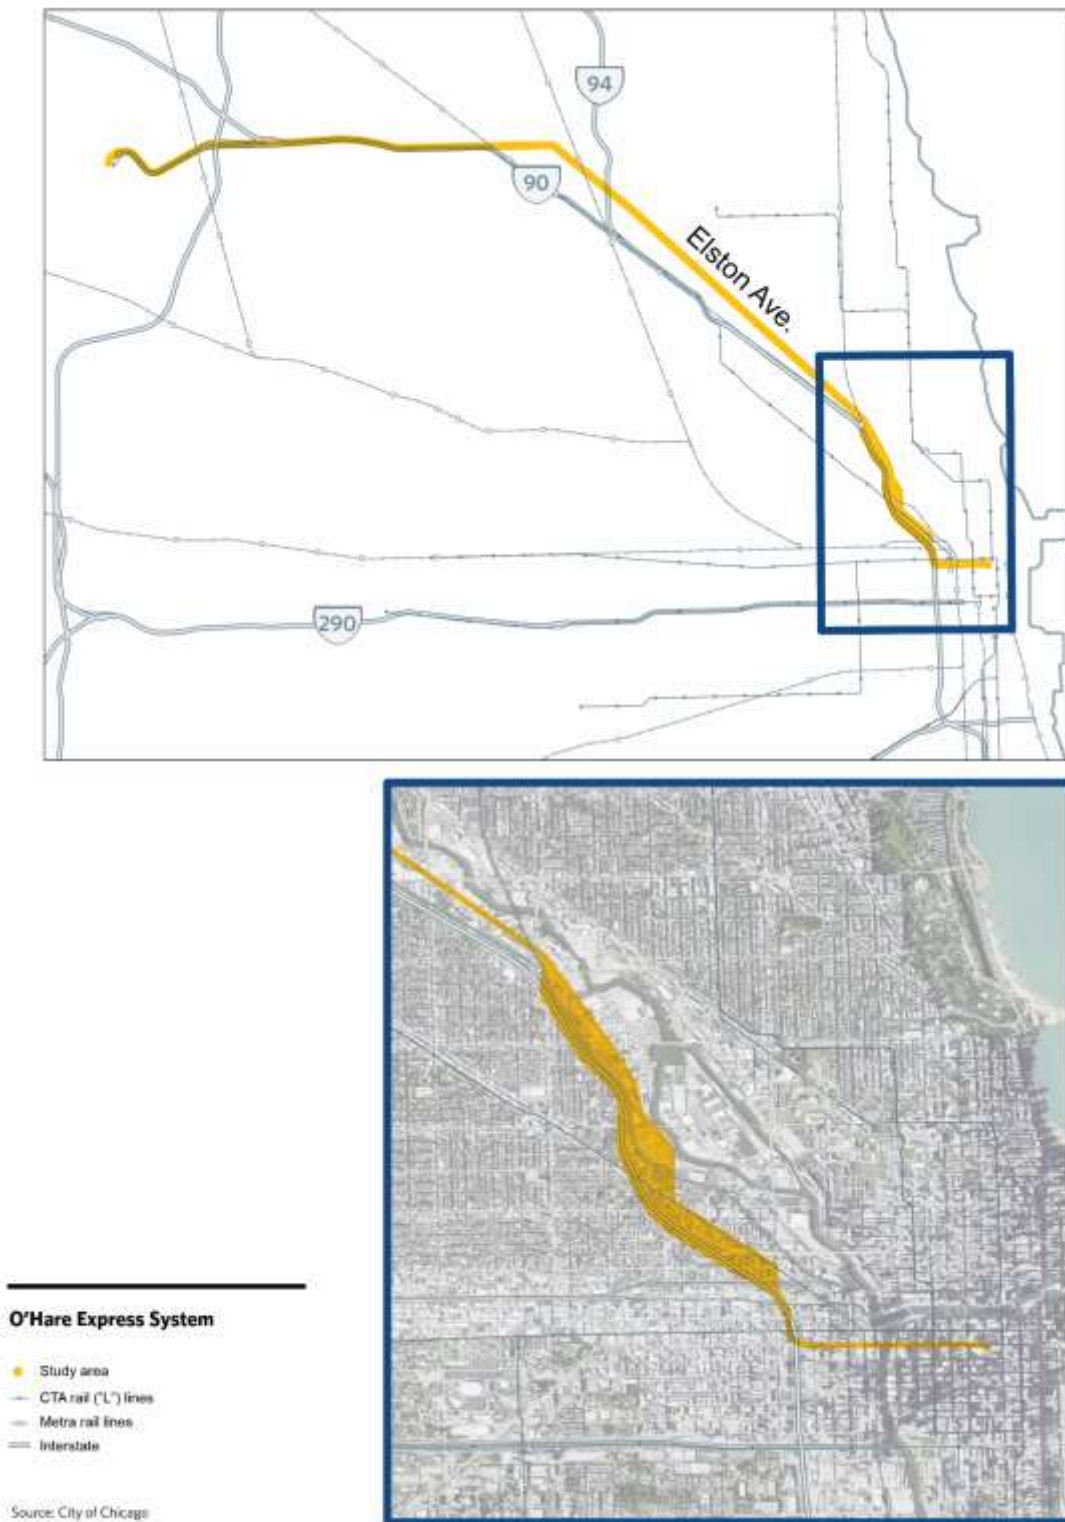 94
90
Elston Ave.
290
O'Hare Express System
Study area
CTA rail ("L") lines
Metra rail lines
Interstate
Source: City of Chicago